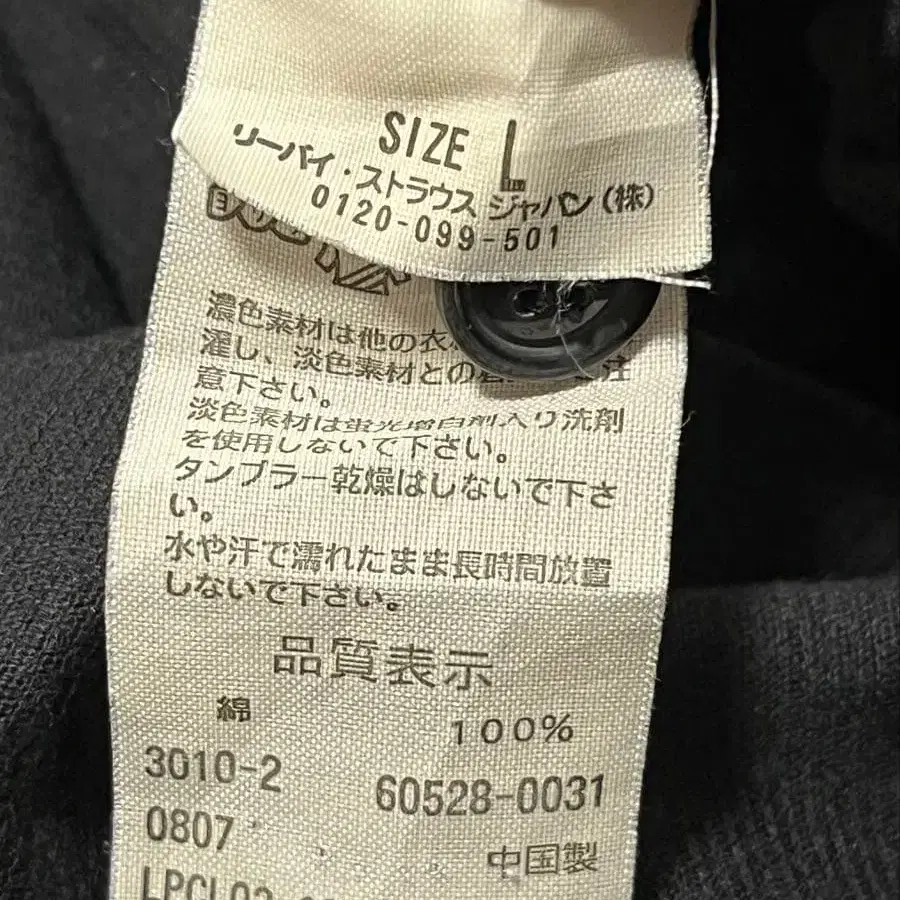 SIZE L
リーバイ・ストラウス ジャパン(株)
0120-099-501
濃色素材は他の衣
濯し、淡色素材との 注
意下さい。
淡色素材は蛍光増白剤入り洗剤
を使用しないで下さい。
タンブラー乾燥はしないで下さ
い。
水や汗で濡れたまま長時間放置
しないで下さい。
品質表示
綿 100%
3010-2 60528-0031
0807
中国製